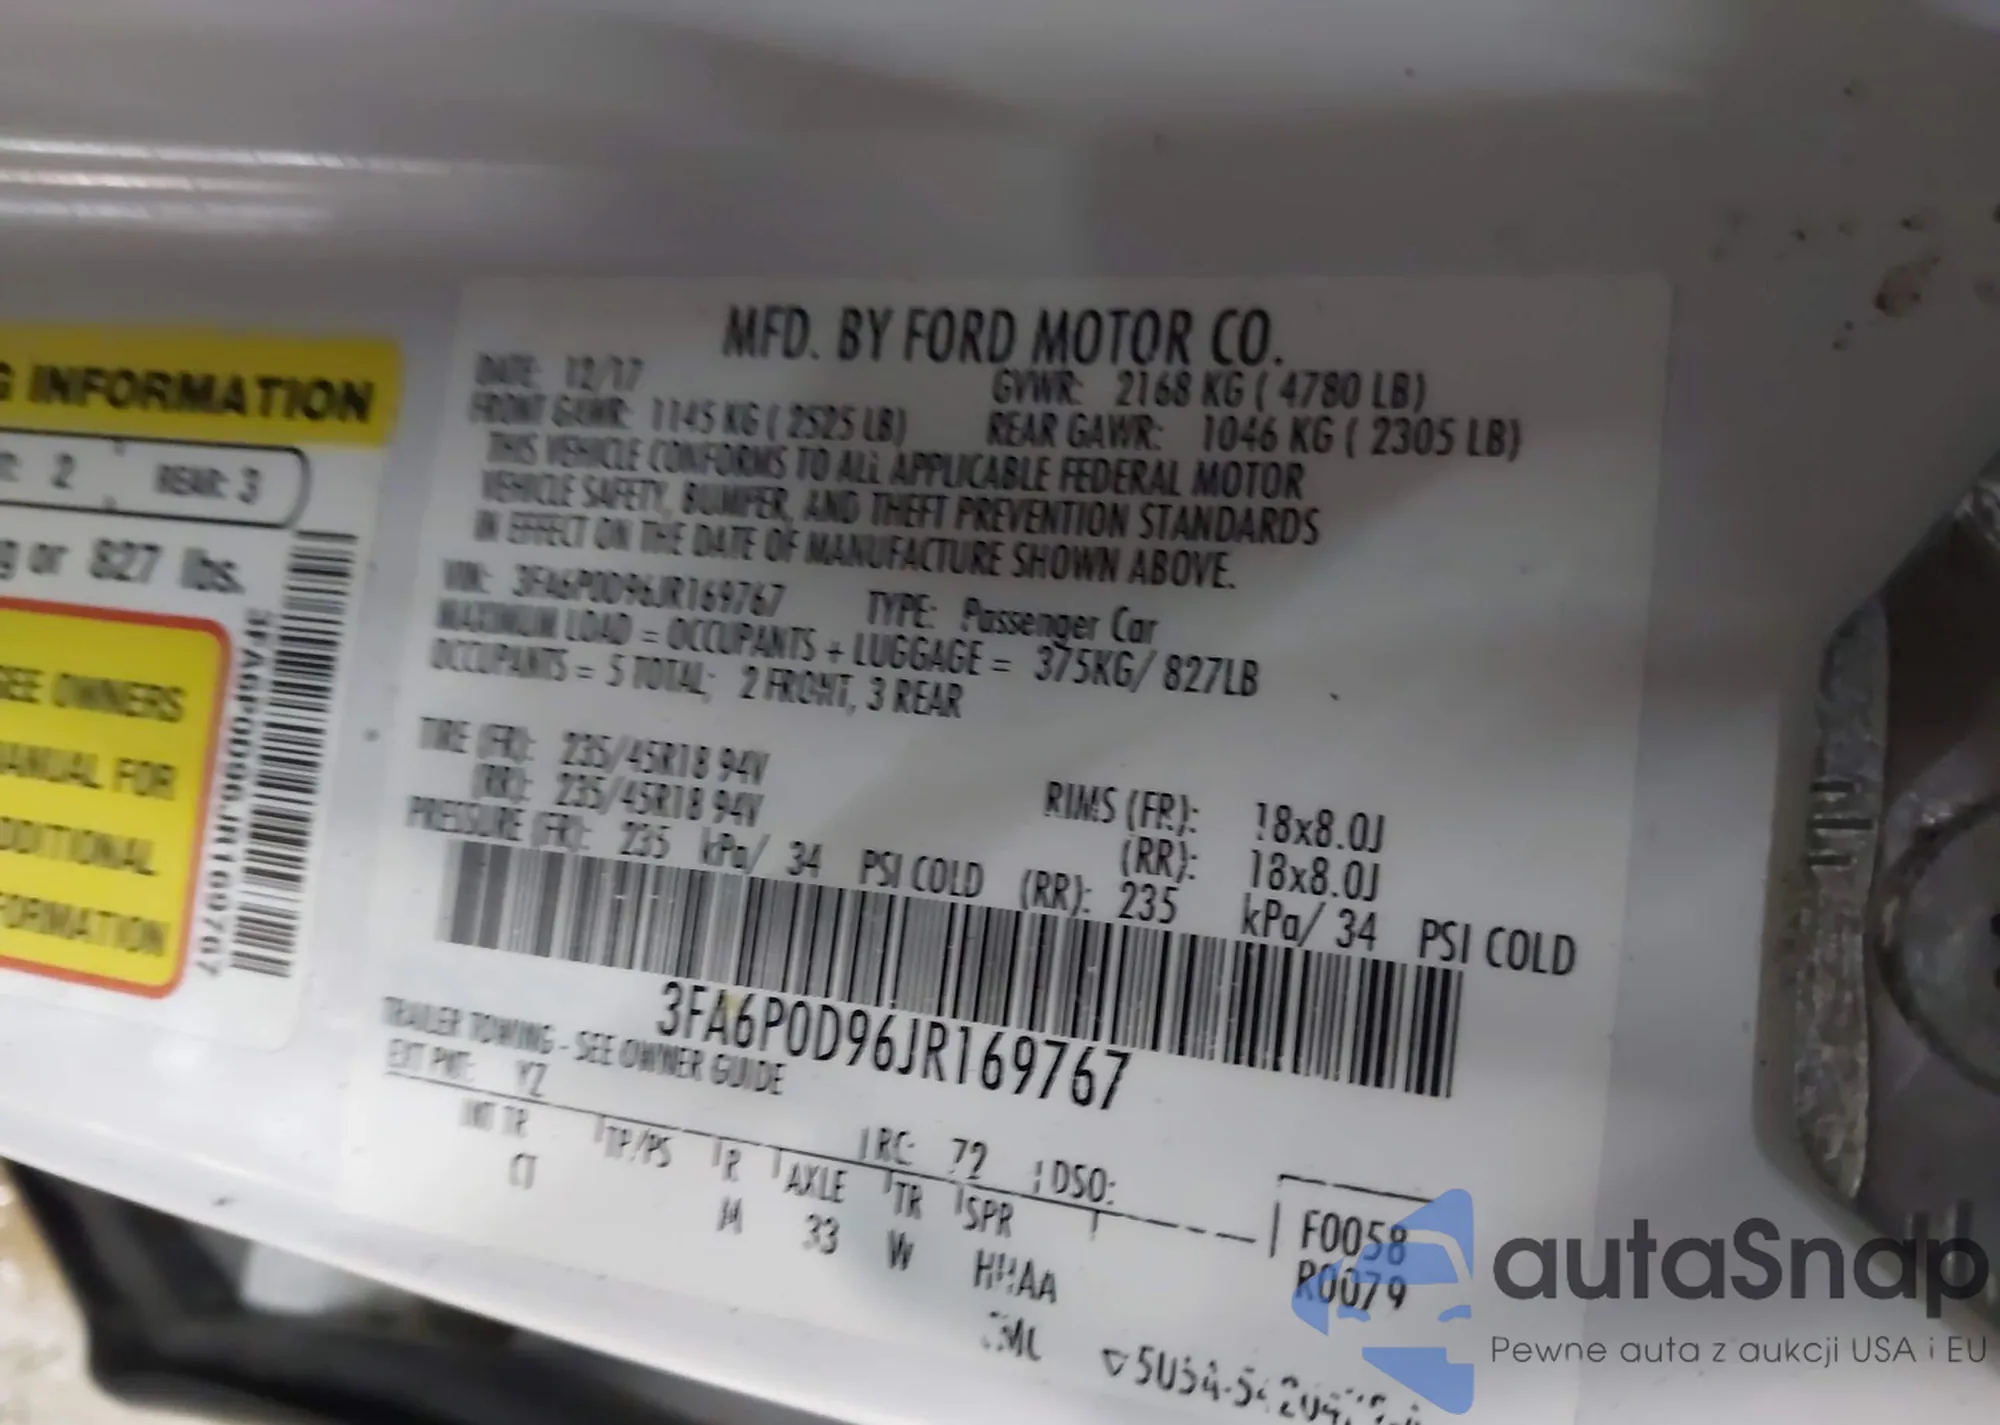 G INFORMATION
: 2 REAR: 3
g or 827 lbs.
SEE OWNERS
MANUAL FOR
ADDITIONAL
FORMATION
3FA6P0D96JR169767
MFD. BY FORD MOTOR CO.
DATE: 12/17 GVWR: 2168 KG ( 4780 LB)
FRONT GAWR: 1145 KG ( 2525 LB) REAR GAWR: 1046 KG ( 2305 LB)
THIS VEHICLE CONFORMS TO ALL APPLICABLE FEDERAL MOTOR
VEHICLE SAFETY, BUMPER, AND THEFT PREVENTION STANDARDS
IN EFFECT ON THE DATE OF MANUFACTURE SHOWN ABOVE.
VIN: 3FA6P0D96JR169767 TYPE: Passenger Car
MAXIMUM LOAD = OCCUPANTS + LUGGAGE = 375KG/ 827LB
OCCUPANTS = 5 TOTAL; 2 FRONT, 3 REAR
TIRE (FR): 235/45R18 94V RIMS (FR): 18x8.0J
(RR): 235/45R18 94V (RR): 18x8.0J
PRESSURE (FR): 235 kPa/ 34 PSI COLD (RR): 235 kPa/ 34 PSI COLD
3FA6P0D96JR169767
TRAILER TOWING - SEE OWNER GUIDE
EXT PNT: YZ RC: 72 DSO:
INT TR TP/PS R AXLE TR SPR
CT M 33 W
F0058
R0079
autaSnap
Pewne auta z aukcji USA i EU